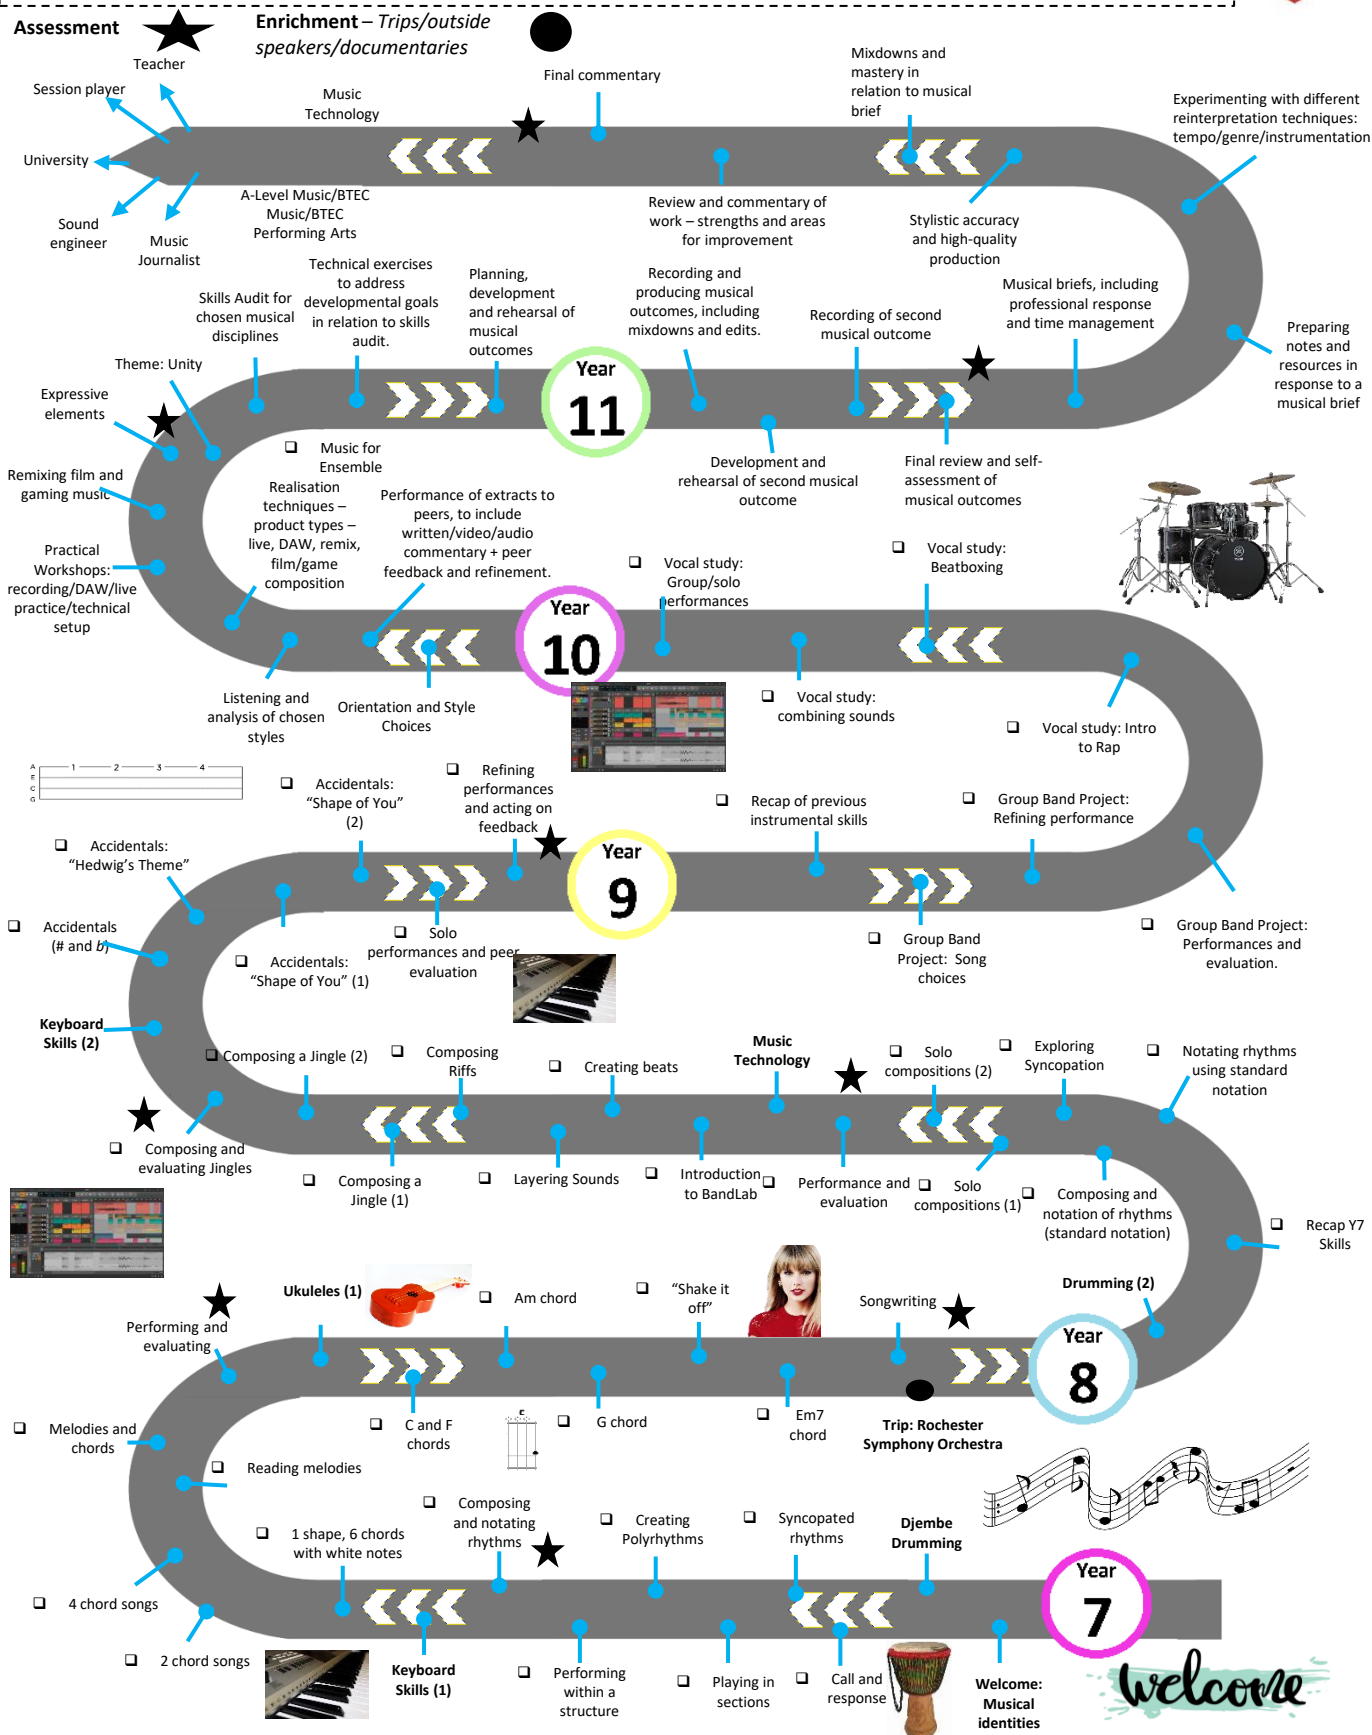 Assessment
Enrichment – Trips/outside
speakers/documentaries
Teacher
Session player
University
Sound
engineer
Music
Journalist
Music
Technology
A-Level Music/BTEC
Music/BTEC
Performing Arts
Final commentary
Review and commentary of
work – strengths and areas
for improvement
Mixdowns and
mastery in
relation to musical
brief
Stylistic accuracy
and high-quality
production
Experimenting with different
reinterpretation techniques:
tempo/genre/instrumentation
Preparing
notes and
resources in
response to a
musical brief
Musical briefs, including
professional response
and time management
Recording of second
musical outcome
Final review and self-
assessment of
musical outcomes
Recording and
producing musical
outcomes, including
mixdowns and edits.
Development and
rehearsal of second musical
outcome
Year
11
Planning,
development
and rehearsal of
musical
outcomes
Technical exercises
to address
developmental goals
in relation to skills
audit.
Skills Audit for
chosen musical
disciplines
Theme: Unity
Expressive
elements
Remixing film and
gaming music
Practical
Workshops:
recording/DAW/live
practice/technical
setup
❑ Music for
Ensemble
Realisation
techniques –
product types –
live, DAW, remix,
film/game
composition
Performance of extracts to
peers, to include
written/video/audio
commentary + peer
feedback and refinement.
Listening and
analysis of chosen
styles
Orientation and Style
Choices
Year
10
❑ Vocal study:
Group/solo
performances
❑ Vocal study:
Beatboxing
❑ Vocal study:
combining sounds
❑ Vocal study: Intro
to Rap
A 1 2 3 4
E
C
G
❑ Accidentals:
“Shape of You”
(2)
❑ Refining
performances
and acting on
feedback
❑ Recap of previous
instrumental skills
❑ Group Band Project:
Refining performance
❑ Accidentals:
“Hedwig’s Theme”
❑ Accidentals
(# and b)
❑ Accidentals:
“Shape of You” (1)
❑ Solo
performances and peer
evaluation
Year
9
❑ Group Band
Project: Song
choices
❑ Group Band Project:
Performances and
evaluation.
Keyboard
Skills (2)
❑ Composing a Jingle (2)
❑ Composing
Riffs
❑ Creating beats
Music
Technology
❑ Solo
compositions (2)
❑ Exploring
Syncopation
❑ Notating rhythms
using standard
notation
❑ Composing and
evaluating Jingles
❑ Composing a
Jingle (1)
❑ Layering Sounds
❑ Introduction
to BandLab
❑ Performance and
evaluation
❑ Solo
compositions (1)
❑ Composing and
notation of rhythms
(standard notation)
❑ Recap Y7
Skills
Drumming (2)
Year
8
Performing and
evaluating
Ukuleles (1)
❑ Am chord
❑ “Shake it
off”
Songwriting
❑ Melodies and
chords
❑ C and F
chords
C
❑ G chord
❑ Em7
chord
Trip: Rochester
Symphony Orchestra
❑ Reading melodies
❑ 1 shape, 6 chords
with white notes
❑ Composing
and notating
rhythms
❑ Creating
Polyrhythms
❑ Syncopated
rhythms
Djembe
Drumming
Year
7
❑ 4 chord songs
❑ 2 chord songs
Keyboard
Skills (1)
❑ Performing
within a
structure
❑ Playing in
sections
❑ Call and
response
Welcome:
Musical
identities
welcome